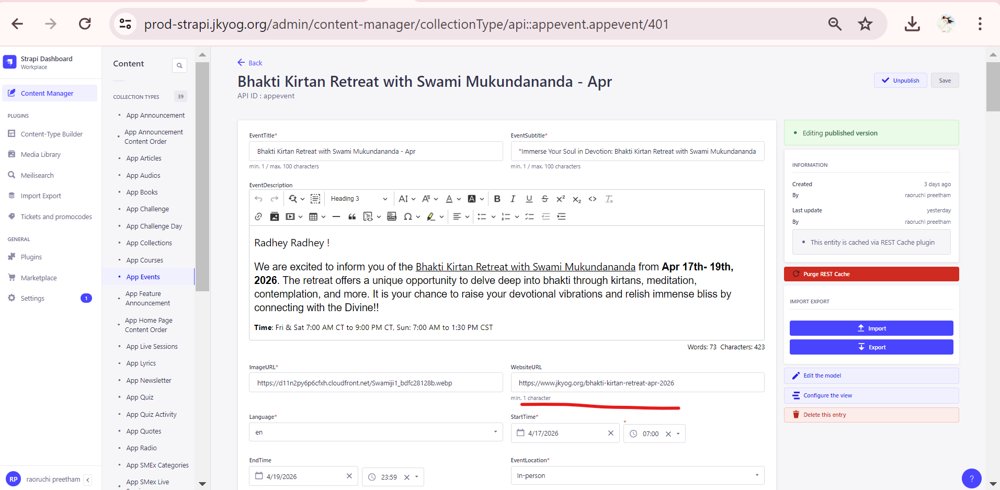 prod-strapi.jkyog.org/admin/content-manager/collectionType/api::appevent.appevent/401
Strapi Dashboard
Workplace
Content Manager
PLUGINS
Content-Type Builder
Media Library
Meilisearch
Import Export
Tickets and promocodes
GENERAL
Plugins
Marketplace
Settings
1
RP
raoruchi preetham
Content
COLLECTION TYPES
39
App Announcement
App Announcement
Content Order
App Articles
App Audios
App Books
App Challenge
App Challenge Day
App Collections
App Courses
App Events
App Feature
Announcement
App Home Page
Content Order
App Live Sessions
App Lyrics
App Newsletter
App Quiz
App Quiz Activity
App Quotes
App Radio
App SMEx Categories
App SMex Live
Back
Bhakti Kirtan Retreat with Swami Mukundananda - Apr
API ID : appevent
Unpublish
Save
EventTitle*
Bhakti Kirtan Retreat with Swami Mukundananda - Apr
min. 1 / max. 100 characters
EventSubtitle*
"Immerse Your Soul in Devotion: Bhakti Kirtan Retreat with Swami Mukundananda
min. 1 / max. 100 characters
EventDescription
Heading 3
Radhey Radhey !
We are excited to inform you of the Bhakti Kirtan Retreat with Swami Mukundananda from Apr 17th- 19th,
2026. The retreat offers a unique opportunity to delve deep into bhakti through kirtans, meditation,
contemplation, and more. It is your chance to raise your devotional vibrations and relish immense bliss by
connecting with the Divine!!
Time: Fri & Sat 7:00 AM CT to 9:00 PM CT, Sun: 7:00 AM to 1:30 PM CST
Words: 73 Characters: 423
ImageURL*
https://d11n2py6p6cfxh.cloudfront.net/Swamiji1_bdfc28128b.webp
WebsiteURL
https://www.jkyog.org/bhakti-kirtan-retreat-apr-2026
min. 1 character
Language*
en
StartTime*
4/17/2026
*
07:00
EndTime
4/19/2026
23:59
EventLocation*
In-person
Editing published version
INFORMATION
Created
3 days ago
By
raoruchi preetham
Last update
yesterday
By
raoruchi preetham
This entity is cached via REST Cache plugin
Purge REST Cache
IMPORT EXPORT
Import
Export
Edit the model
Configure the view
Delete this entry
?